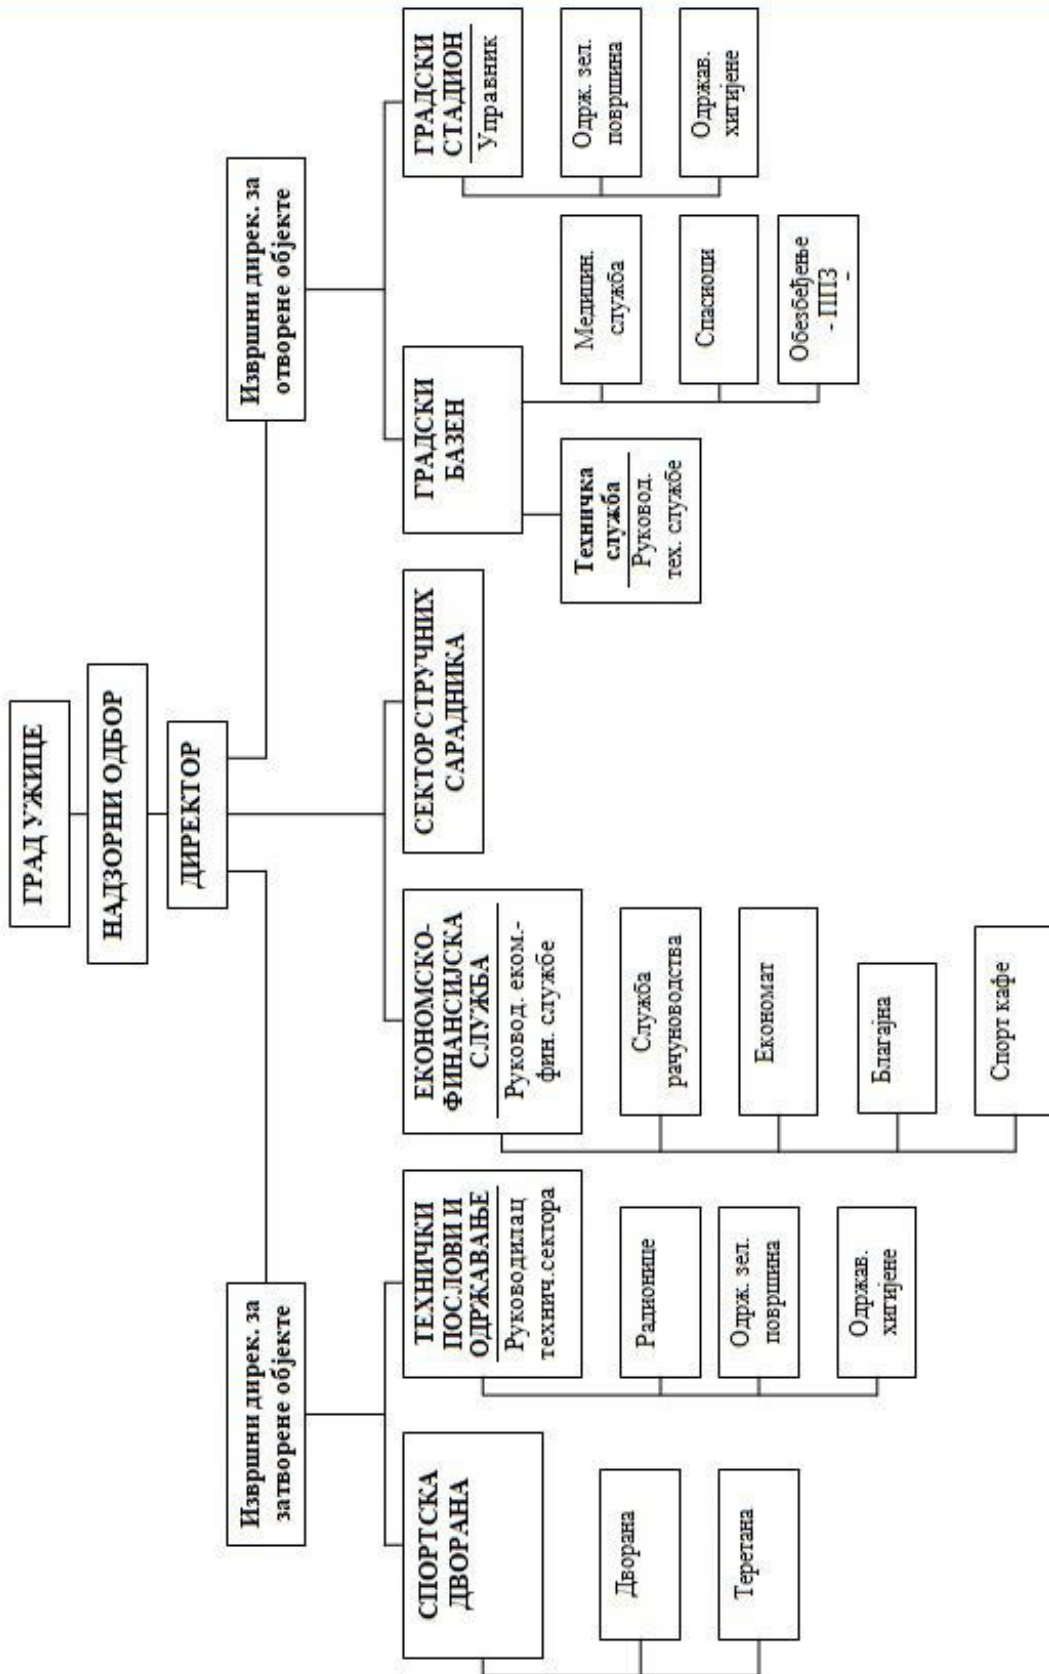 ГРАД УЖИЦЕ
НАДЗОРНИ ОДБОР
ДИРЕКТОР
Извршни дирек. за
затворене објекте
Извршни дирек. за
отворене објекте
СПОРТСКА
ДВОРАНА
Дворана
Теретана
ТЕХНИЧКИ
ПОСЛОВИ И
ОДРЖАВАЊЕ
Руководилац
технич.сектора
Радионице
Одрж. зел.
површина
Одржав.
хигијене
ЕКОНОМСКО-
ФИНАНСИЈСКА
СЛУЖБА
Руковод. еком.-
фин. службе
Служба
рачуноводства
Економат
Благајна
Спорт кафе
СЕКТОР СТРУЧНИХ
САРАДНИКА
ГРАДСКИ
БАЗЕН
Техничка
служба
Руковод.
тех. службе
Медицин.
служба
Спасиоци
Обезбеђење
- ППЗ
-
ГРАДСКИ
СТАДИОН
Управник
Одрж. зел.
површина
Одржав.
хигијене